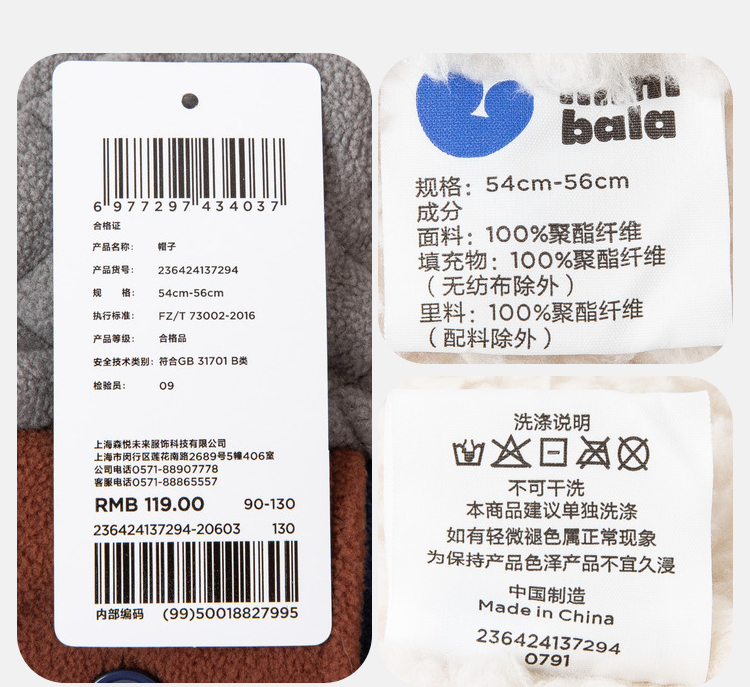 6 977297 434037
合格证
产品名称： 帽子
产品货号： 236424137294
规 格： 54cm-56cm
执行标准： FZ/T 73002-2016
产品等级： 合格品
安全技术类别： 符合GB 31701 B类
检验员： 09
上海森悦未来服饰科技有限公司
上海市闵行区莲花南路2689号5幢406室
公司电话0571-88907778
客服电话0571-88865557
RMB 119.00 90-130
236424137294-20603 130
内部编码 (99)50018827995
bala
规格：54cm-56cm
成分
面料：100%聚酯纤维
填充物：100%聚酯纤维
（无纺布除外）
里料：100%聚酯纤维
（配料除外）
洗涤说明
不可干洗
本商品建议单独洗涤
如有轻微褪色属正常现象
为保持产品色泽产品不宜久浸
中国制造
Made in China
236424137294
0791